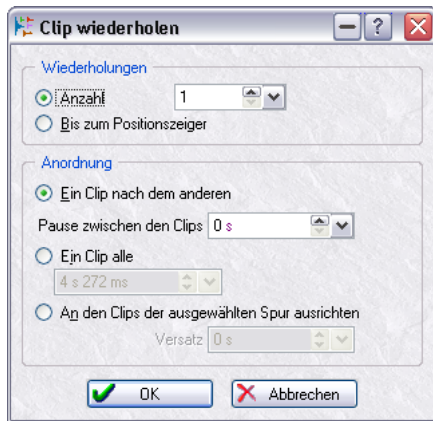 Clip wiederholen
Wiederholungen
Anzahl 1
Bis zum Positionszeiger
Anordnung
Ein Clip nach dem anderen
Pause zwischen den Clips 0 s
Ein Clip alle
4 s 272 ms
An den Clips der ausgewählten Spur ausrichten
Versatz 0 s
OK Abbrechen